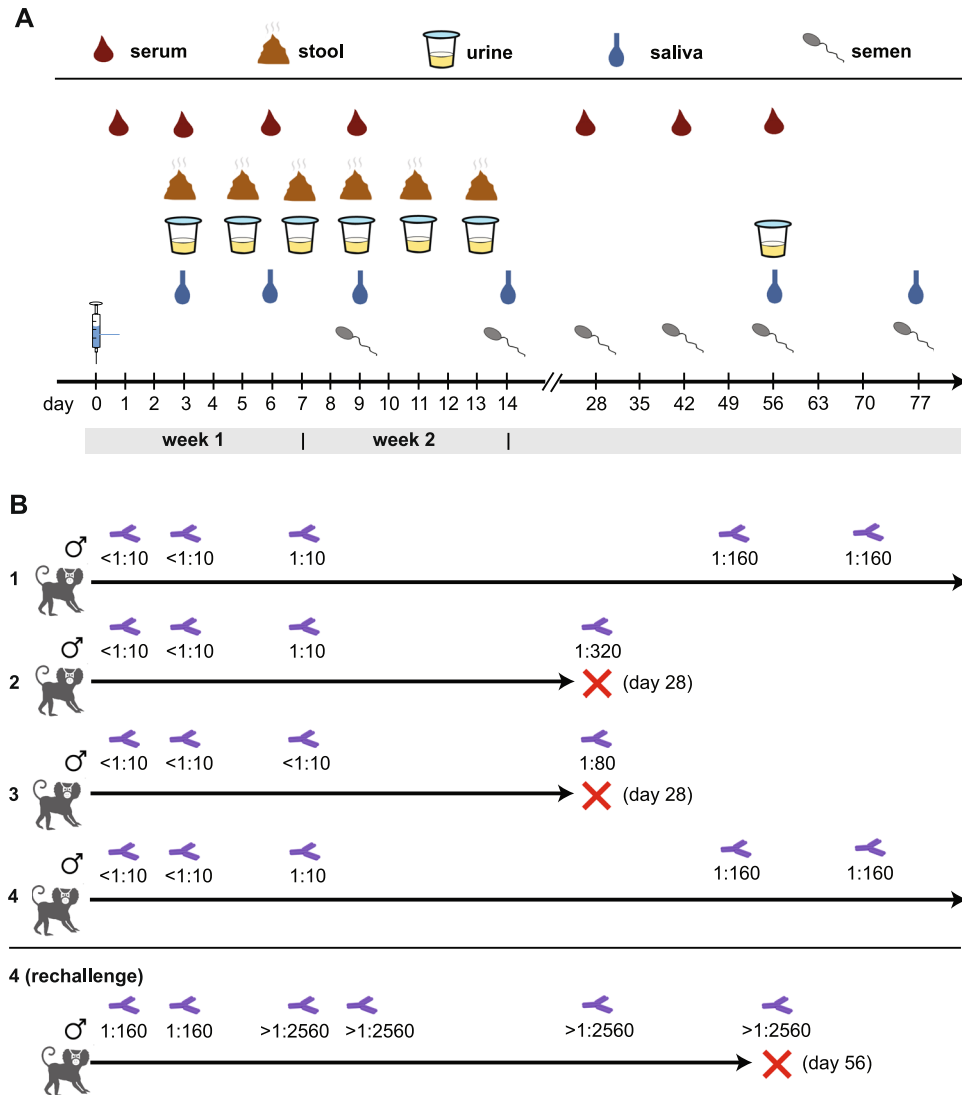 A
serum stool urine saliva semen
day 0 1 2 3 4 5 6 7 8 9 10 11 12 13 14 28 35 42 49 56 63 70 77
week 1 | week 2 |
B
♂
<1:10 <1:10 1:10 1:160 1:160
1
♂
<1:10 <1:10 1:10 1:320
2 (day 28)
♂
<1:10 <1:10 <1:10 1:80
3 (day 28)
♂
<1:10 <1:10 1:10 1:160 1:160
4
4 (rechallenge)
♂
1:160 1:160 >1:2560 >1:2560 >1:2560 >1:2560
(day 56)